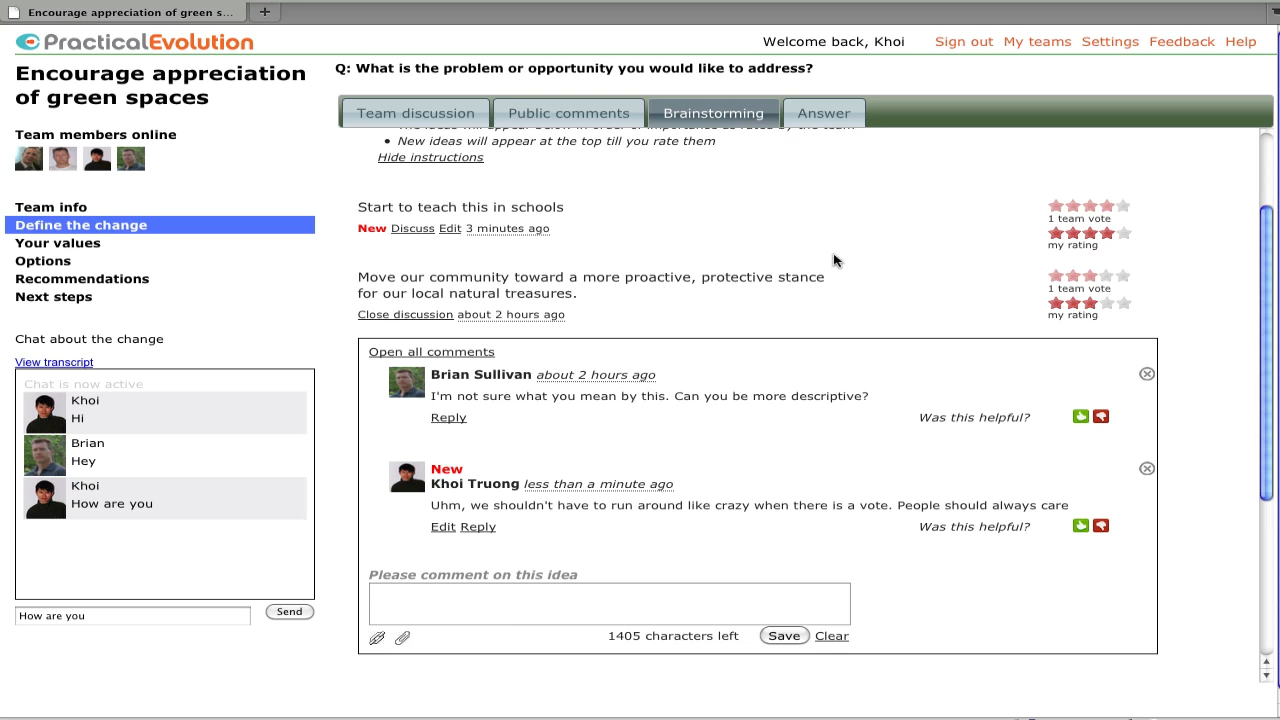 Encourage appreciation of green s...
PracticalEvolution
Welcome back, Khoi
Sign out My teams Settings Feedback Help
Encourage appreciation
of green spaces
Team members online
Team info
Define the change
Your values
Options
Recommendations
Next steps
Chat about the change
View transcript
Chat is now active
Khoi
Hi
Brian
Hey
Khoi
How are you
How are you
Send
Q: What is the problem or opportunity you would like to address?
Team discussion Public comments Brainstorming Answer
New ideas will appear at the top till you rate them
Hide instructions
Start to teach this in schools
New Discuss Edit 3 minutes ago
1 team vote
my rating
Move our community toward a more proactive, protective stance
for our local natural treasures.
Close discussion about 2 hours ago
1 team vote
my rating
Open all comments
Brian Sullivan about 2 hours ago
I'm not sure what you mean by this. Can you be more descriptive?
Reply Was this helpful?
New
Khoi Truong less than a minute ago
Uhm, we shouldn't have to run around like crazy when there is a vote. People should always care
Edit Reply Was this helpful?
Please comment on this idea
1405 characters left Save Clear